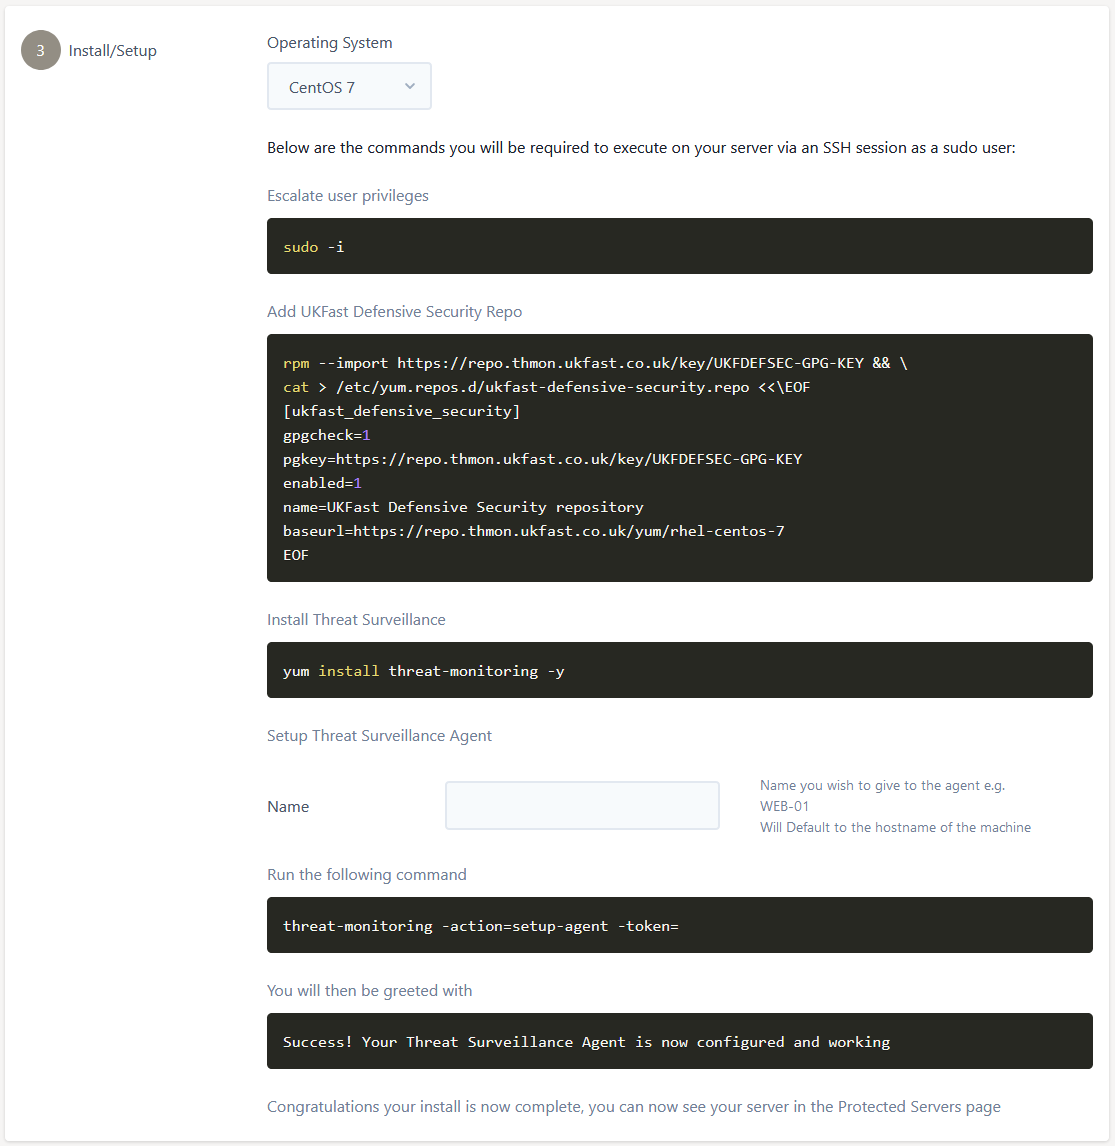 3 Install/Setup
Operating System
CentOS 7
Below are the commands you will be required to execute on your server via an SSH session as a sudo user:
Escalate user privileges
sudo -i
Add UKFast Defensive Security Repo
rpm --import https://repo.thmon.ukfast.co.uk/key/UKFDEFSEC-GPG-KEY && \
cat > /etc/yum.repos.d/ukfast-defensive-security.repo <<\EOF
[ukfast_defensive_security]
gpgcheck=1
pgkey=https://repo.thmon.ukfast.co.uk/key/UKFDEFSEC-GPG-KEY
enabled=1
name=UKFast Defensive Security repository
baseurl=https://repo.thmon.ukfast.co.uk/yum/rhel-centos-7
EOF
Install Threat Surveillance
yum install threat-monitoring -y
Setup Threat Surveillance Agent
Name
Name you wish to give to the agent e.g.
WEB-01
Will Default to the hostname of the machine
Run the following command
threat-monitoring -action=setup-agent -token=
You will then be greeted with
Success! Your Threat Surveillance Agent is now configured and working
Congratulations your install is now complete, you can now see your server in the Protected Servers page